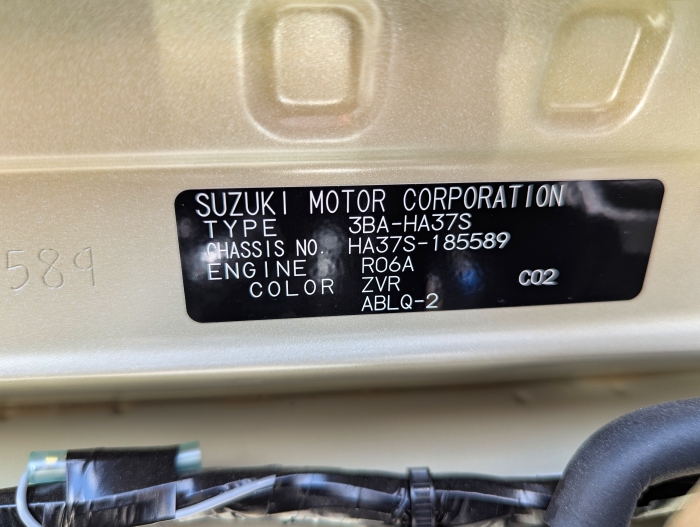 SUZUKI MOTOR CORPORATION
TYPE 3BA-HA37S
CHASSIS NO. HA37S-185589
ENGINE R06A
COLOR ZVR
C02
ABLQ-2
589